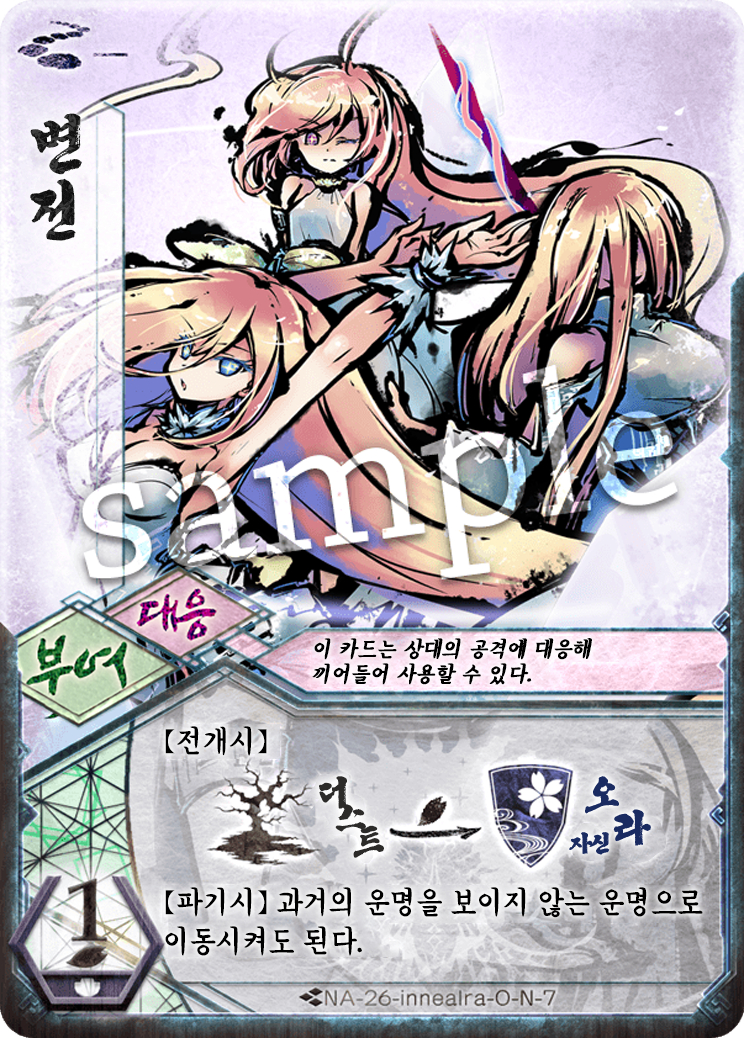 변전
sample
대응
부여
이 카드는 상대의 공격에 대응해
끼어들어 사용할 수 있다.
【전개시】
더스트
오라
자신
1
【파기시】과거의 운명을 보이지 않는 운명으로
이동시켜도 된다.
NA-26-innealra-O-N-7